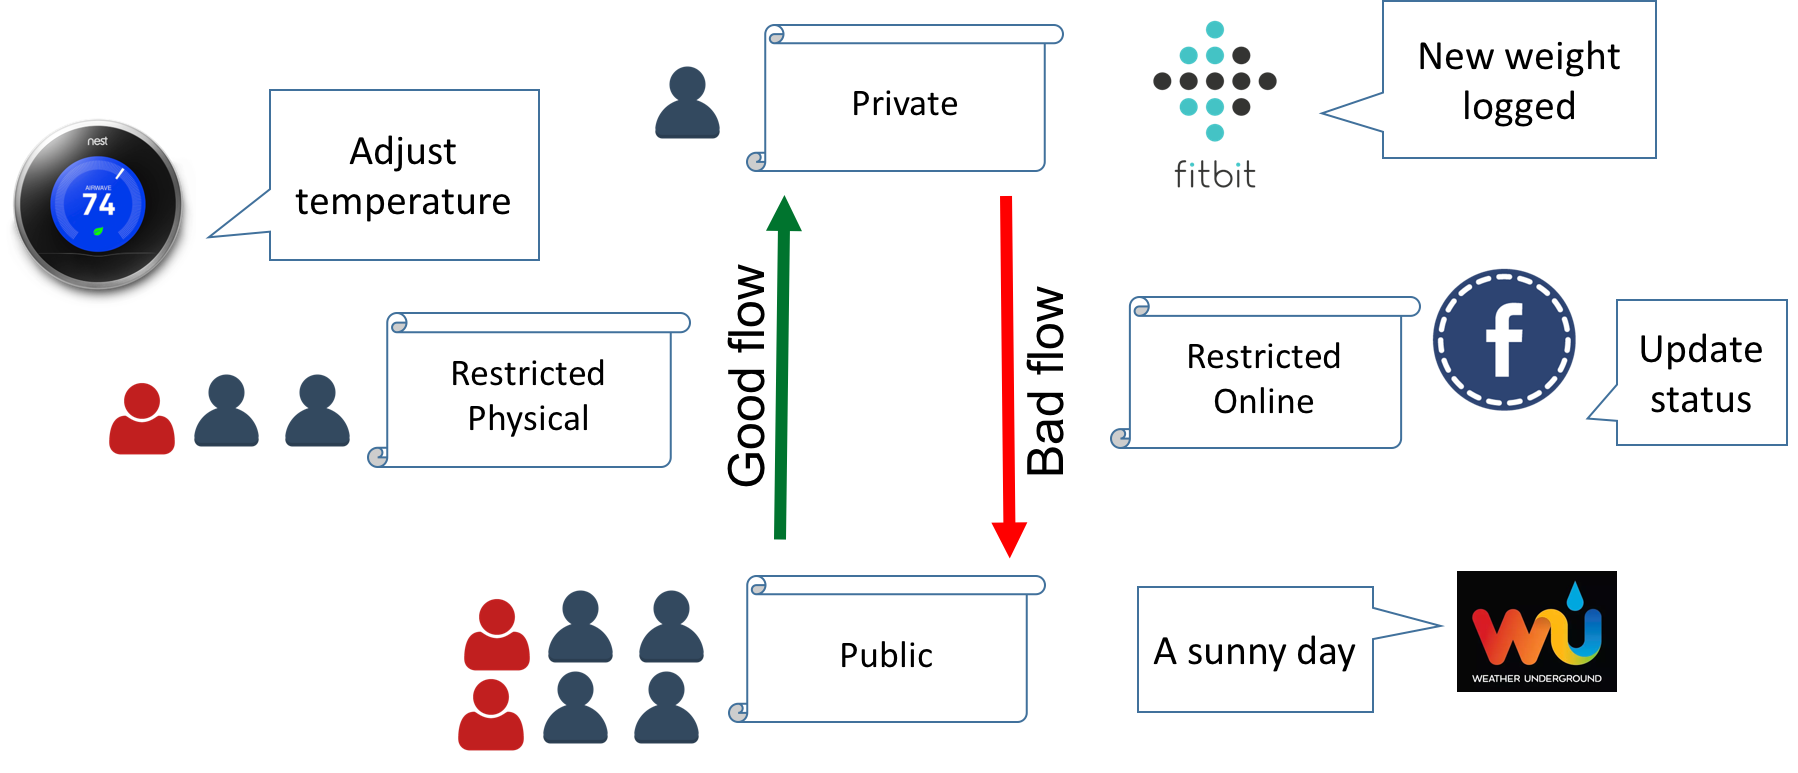 nest
AIRWAVE
74
Adjust
temperature
Private
fitbit
New weight
logged
Restricted
Physical
Good flow
Bad flow
Restricted
Online
f
Update
status
Public
A sunny day
wu
WEATHER UNDERGROUND